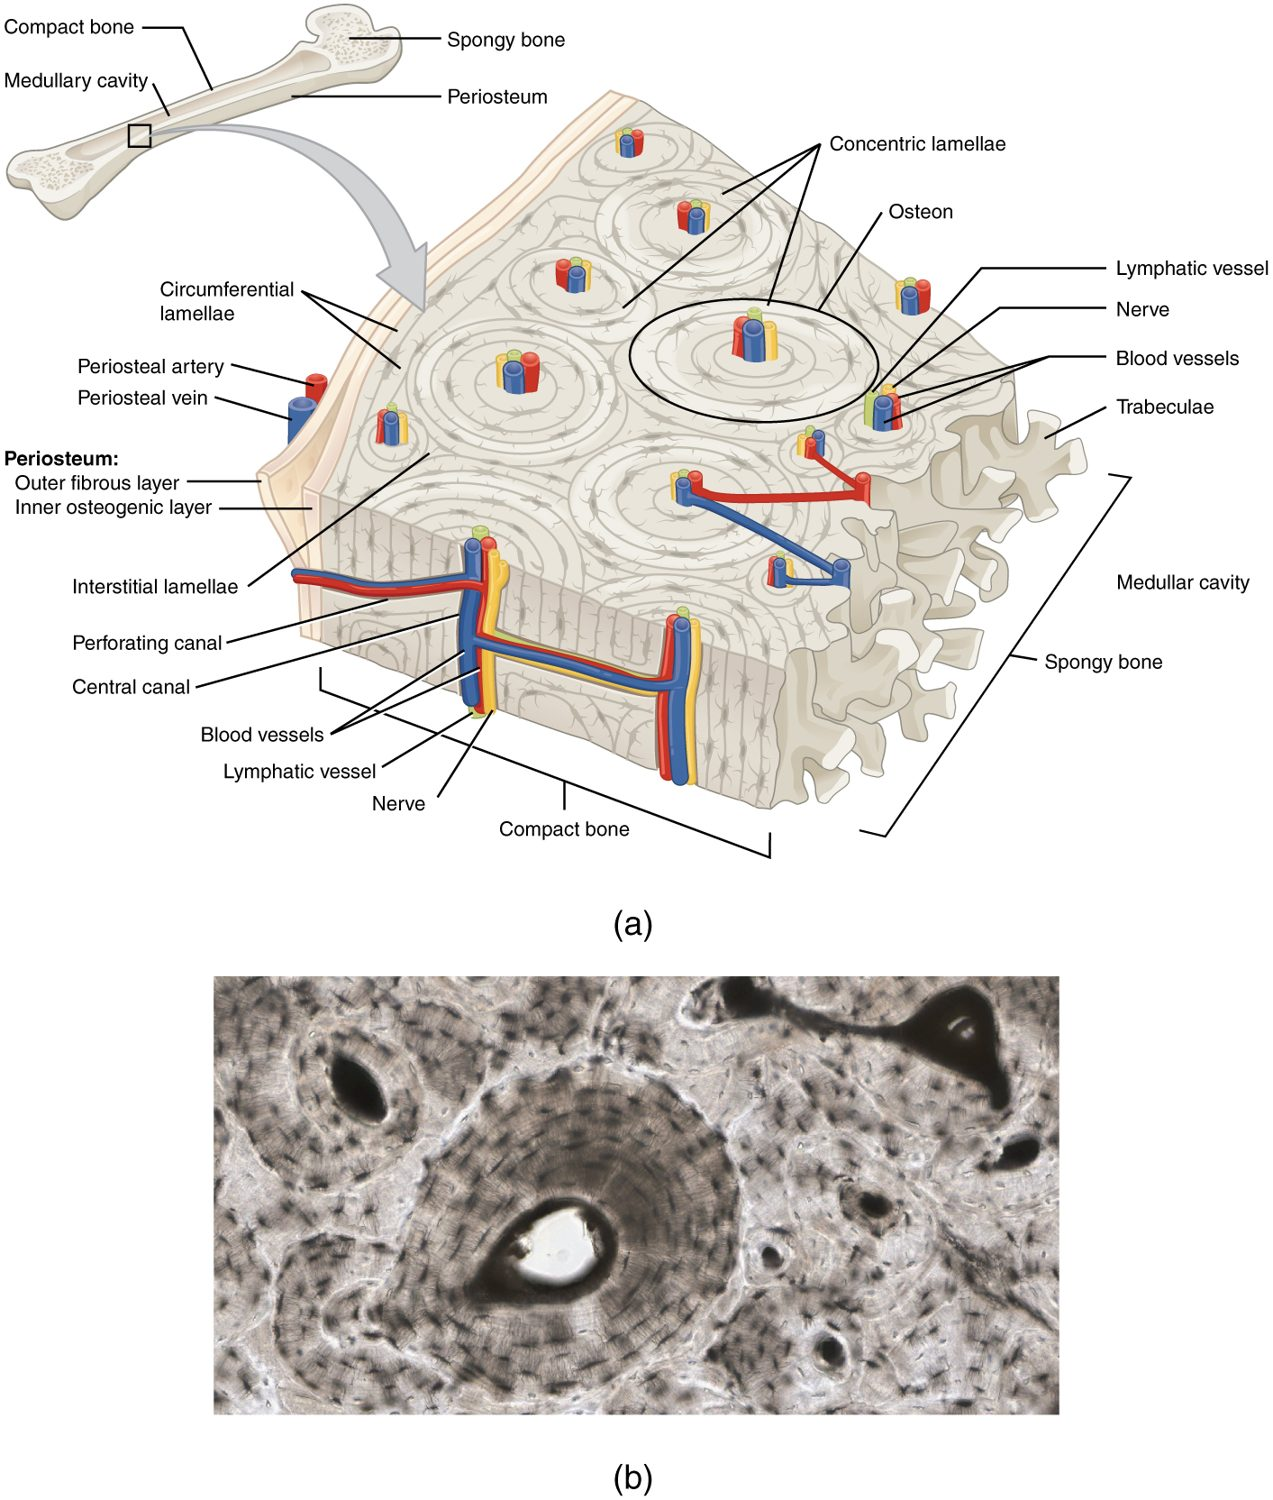 Compact bone
Spongy bone
Medullary cavity
Periosteum
Concentric lamellae
Osteon
Lymphatic vessel
Circumferential
lamellae
Nerve
Periosteal artery
Blood vessels
Periosteal vein
Trabeculae
Periosteum:
Outer fibrous layer
Inner osteogenic layer
Interstitial lamellae
Medullar cavity
Perforating canal
Spongy bone
Central canal
Blood vessels
Lymphatic vessel
Nerve
Compact bone
(a)
(b)